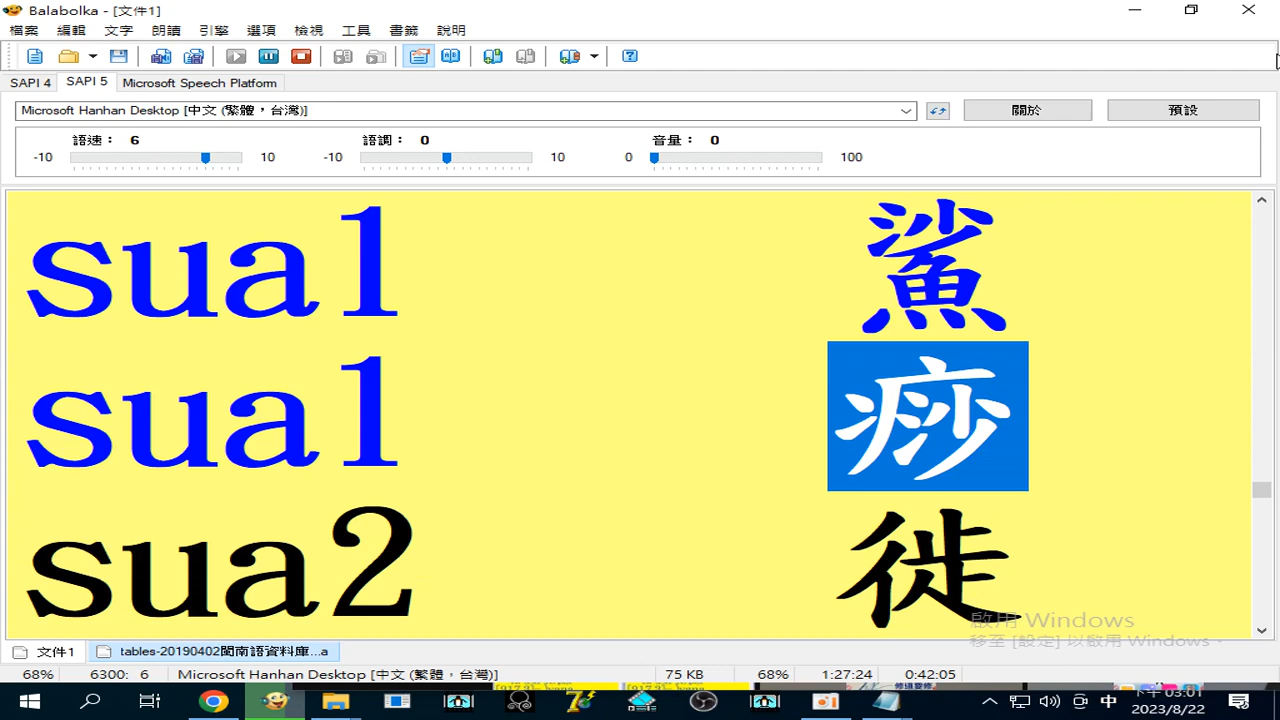 Balabolka - [文件1]
檔案 編輯 文字 朗讀 引擎 選項 檢視 工具 書籤 說明
SAPI 4 SAPI 5 Microsoft Speech Platform
Microsoft Hanhan Desktop [中文 (繁體，台灣)] 關於 預設
語速： 6 語調： 0 音量： 0
-10 10 -10 10 0 100
sua1 鯊
sua1 痧
sua2 徙
啟用 Windows
移至 [設定] 以啟用 Windows。
文件1 tables-20190402閩南語資料庫...a
68% 6300: 6 Microsoft Hanhan Desktop [中文 (繁體，台灣)] 75 KB 68% 1:27:24 0:42:05
中 下午 03:01
2023/8/22